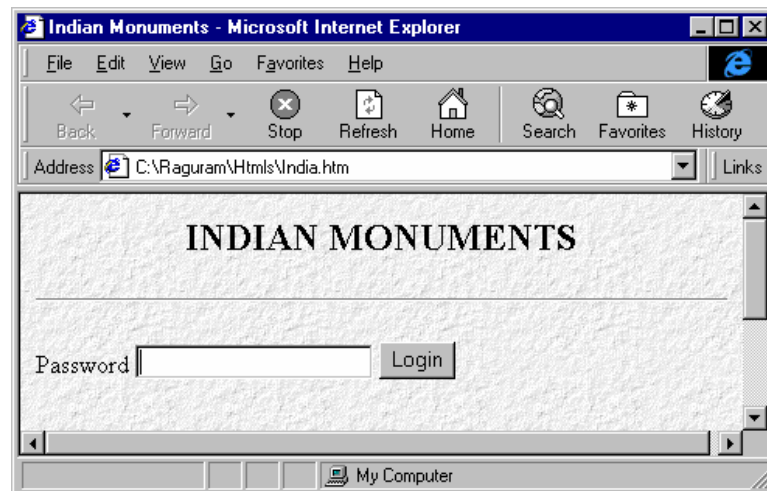 Indian Monuments - Microsoft Internet Explorer
File Edit View Go Favorites Help
Back Forward Stop Refresh Home Search Favorites History
Address C:\Raguram\Htmls\India.htm Links
INDIAN MONUMENTS
Password Login
My Computer